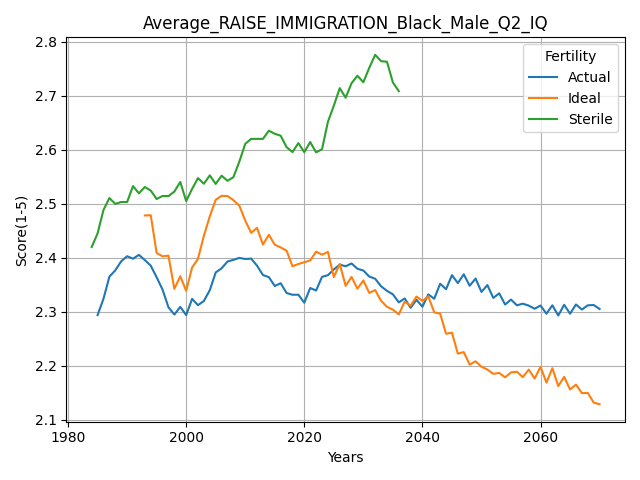 Average_RAISE_IMMIGRATION_Black_Male_Q2_IQ
Fertility
Actual
Ideal
Sterile
Score(1-5)
2.8
2.7
2.6
2.5
2.4
2.3
2.2
2.1
1980
2000
2020
2040
2060
Years